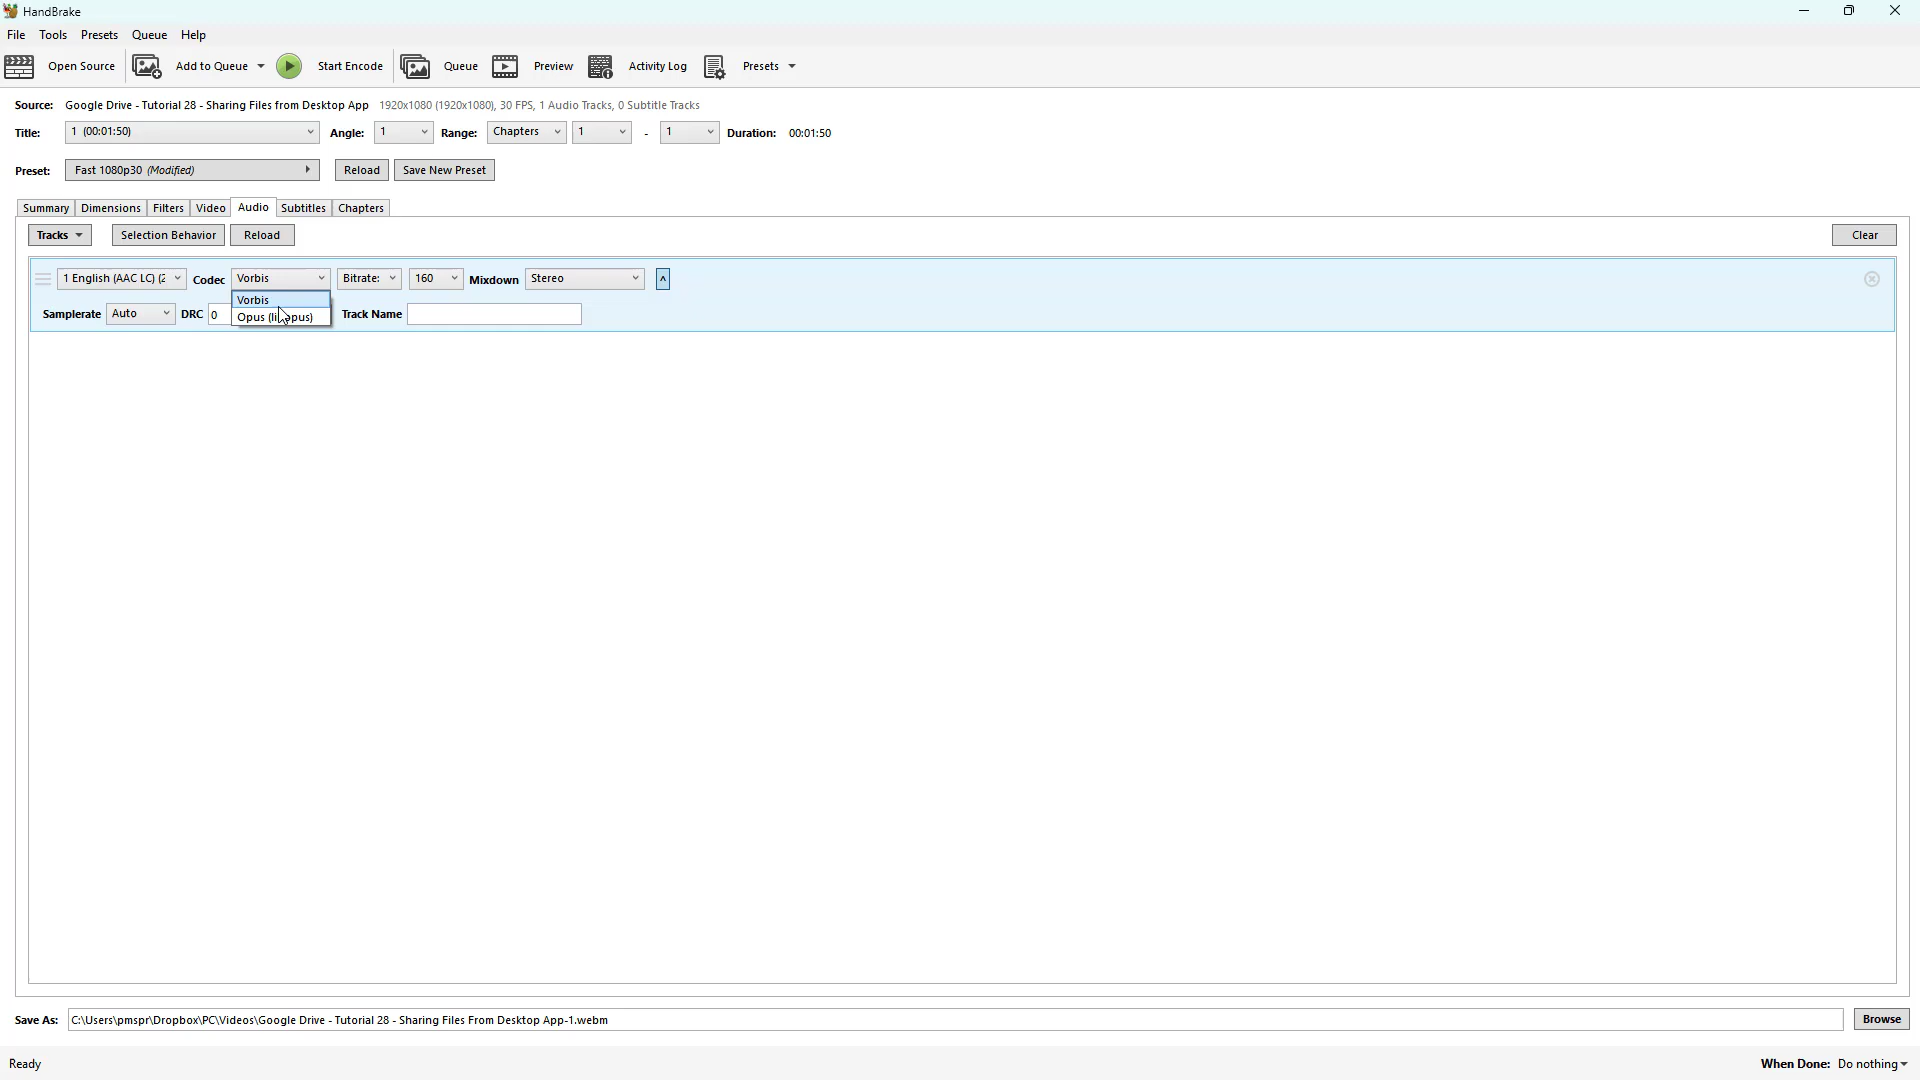 HandBrake
File Tools Presets Queue Help
Open Source Add to Queue Start Encode Queue Preview Activity Log Presets
Source: Google Drive - Tutorial 28 - Sharing Files from Desktop App 1920x1080 (1920x1080), 30 FPS, 1 Audio Tracks, 0 Subtitle Tracks
Title: 1 (00:01:50) Angle: 1 Range: Chapters 1 - 1 Duration: 00:01:50
Preset: Fast 1080p30 (Modified) Reload Save New Preset
Summary Dimensions Filters Video Audio Subtitles Chapters
Tracks Selection Behavior Reload Clear
1 English (AAC LC) (2 Codec Vorbis Bitrate: 160 Mixdown Stereo
Vorbis
Samplerate Auto DRC 0 Opus Track Name
Save As: C:\Users\pmspr\Dropbox\PC\Videos\Google Drive - Tutorial 28 - Sharing Files From Desktop App-1.webm Browse
Ready When Done: Do nothing